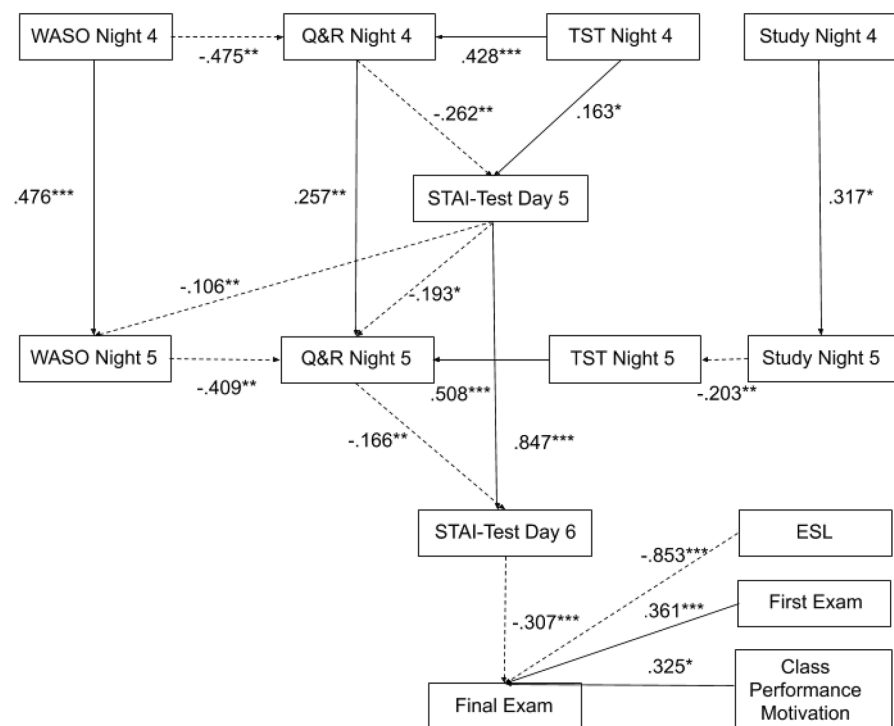 WASO Night 4
Q&R Night 4
TST Night 4
Study Night 4
-.475**
.428***
-.262**
.163*
.476***
.257**
STAI-Test Day 5
.317*
-.106**
-.193*
WASO Night 5
Q&R Night 5
TST Night 5
Study Night 5
-.409**
.508***
-.203**
-.166**
.847***
STAI-Test Day 6
ESL
-.853***
First Exam
-.307***
.361***
.325*
Final Exam
Class
Performance
Motivation